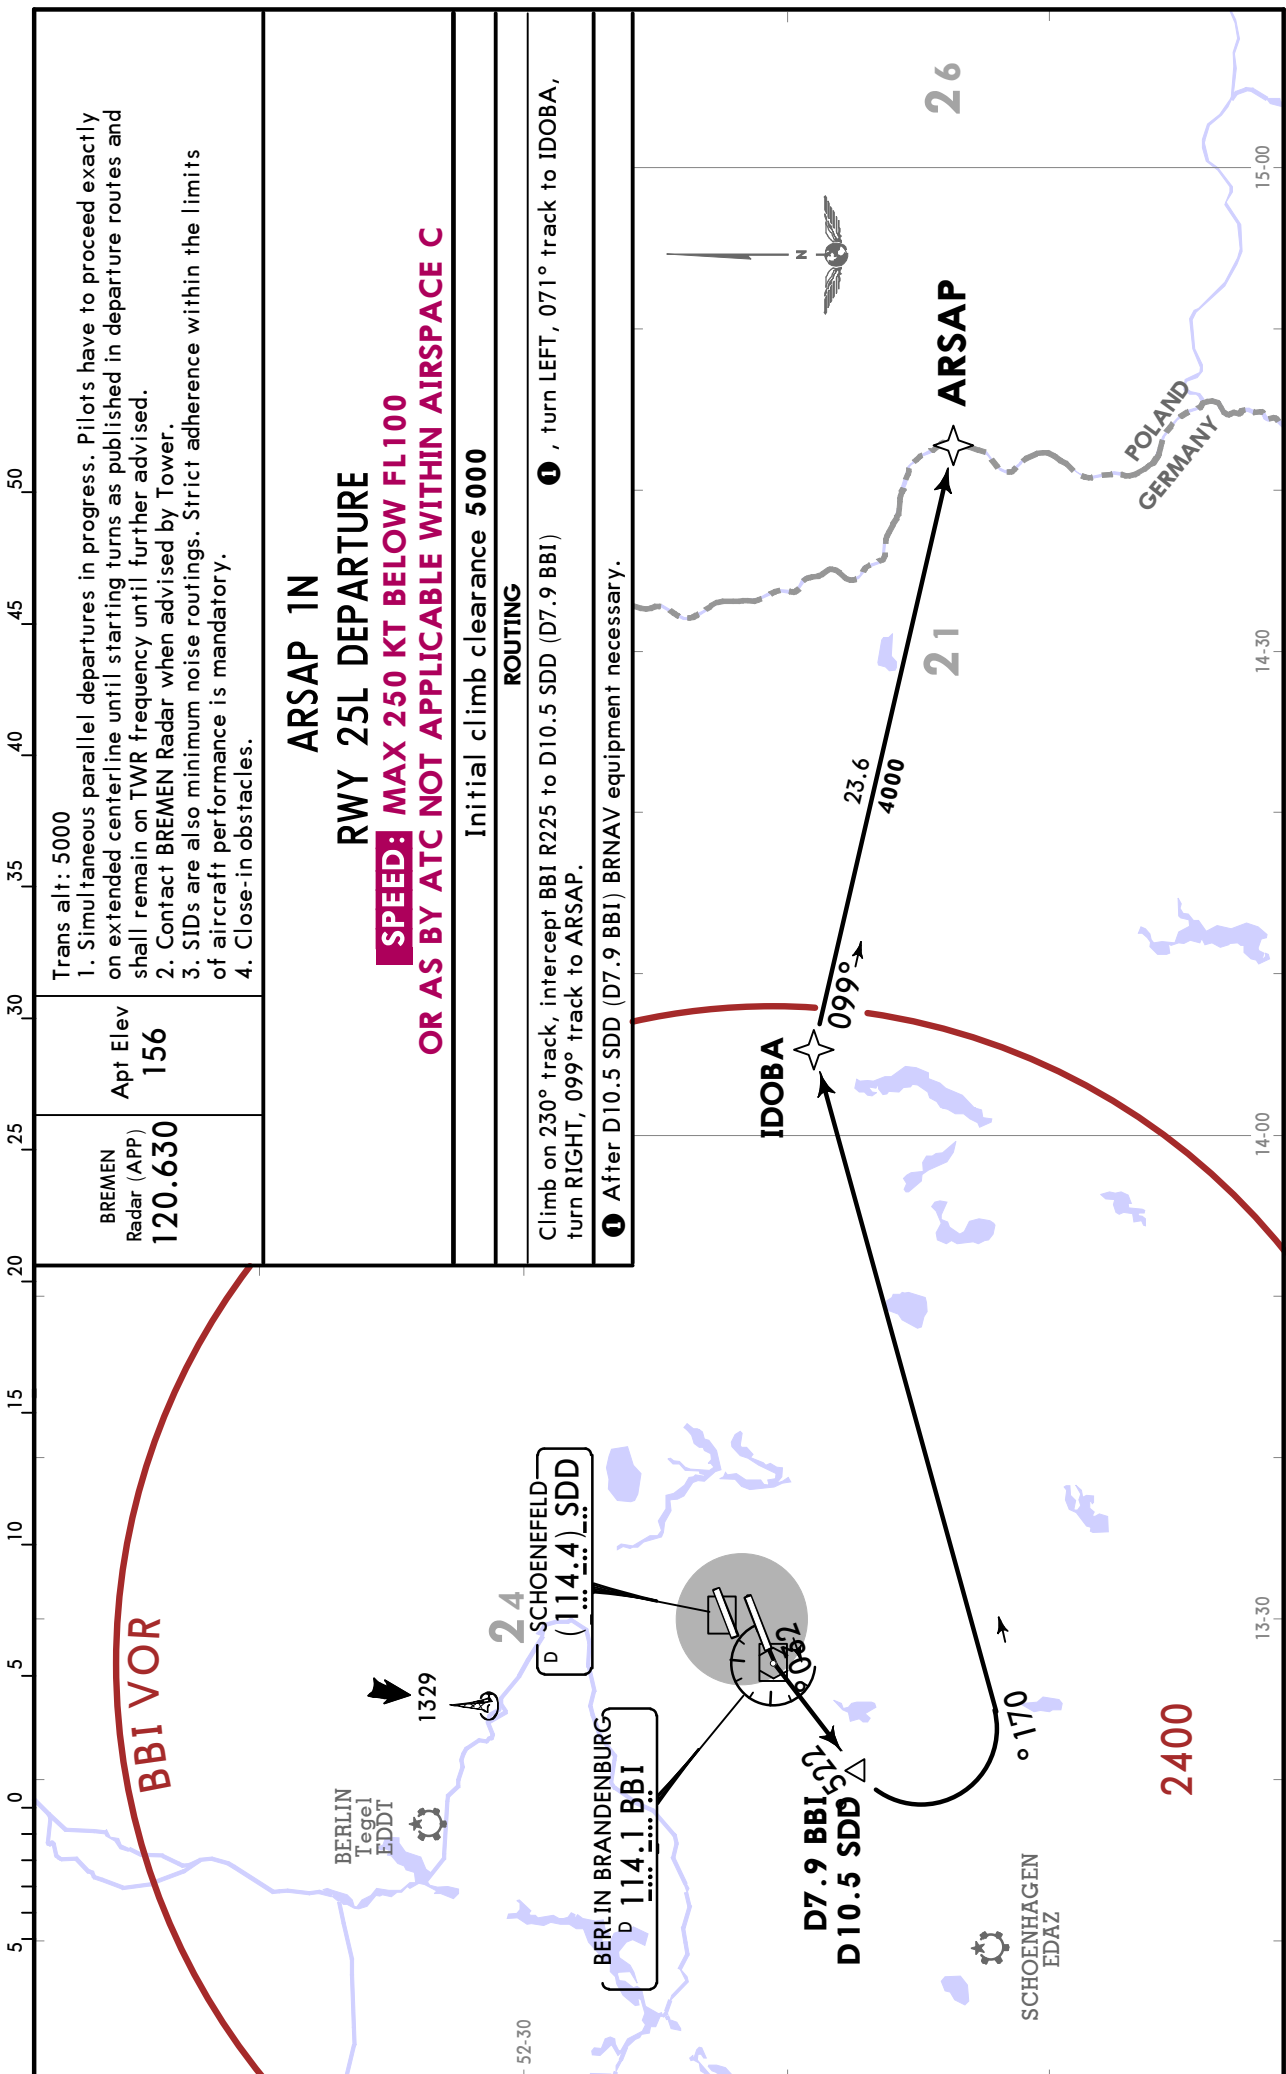 BREMEN
Radar (APP)
120.630
Apt Elev
156
Trans alt: 5000
1. Simultaneous parallel departures in progress. Pilots have to proceed exactly
on extended centerline until starting turns as published in departure routes and
shall remain on TWR frequency until further advised.
2. Contact BREMEN Radar when advised by Tower.
3. SIDs are also minimum noise routings. Strict adherence within the limits
of aircraft performance is mandatory.
4. Close-in obstacles.
ARSAP 1N
RWY 25L DEPARTURE
SPEED: MAX 250 KT BELOW FL100
OR AS BY ATC NOT APPLICABLE WITHIN AIRSPACE C
Initial climb clearance 5000
ROUTING
Climb on 230° track, intercept BBI R225 to D10.5 SDD (D7.9 BBI) 1 , turn LEFT, 071° track to IDOBA,
turn RIGHT, 099° track to ARSAP.
1 After D10.5 SDD (D7.9 BBI) BRNAV equipment necessary.
5 0 5 10 15 20 25 30 35 40 45 50
BBI VOR
BERLIN
Tegel
EDDT
1329
24
52-30
SCHOENEFELD
D (114.4) SDD
BERLIN BRANDENBURG
D 114.1 BBI
230°
225°
D7.9 BBI
D10.5 SDD
071°
SCHOENHAGEN
EDAZ
2400
IDOBA
099°
23.6
4000
21
ARSAP
N
26
POLAND
GERMANY
13-30
14-00
14-30
15-00